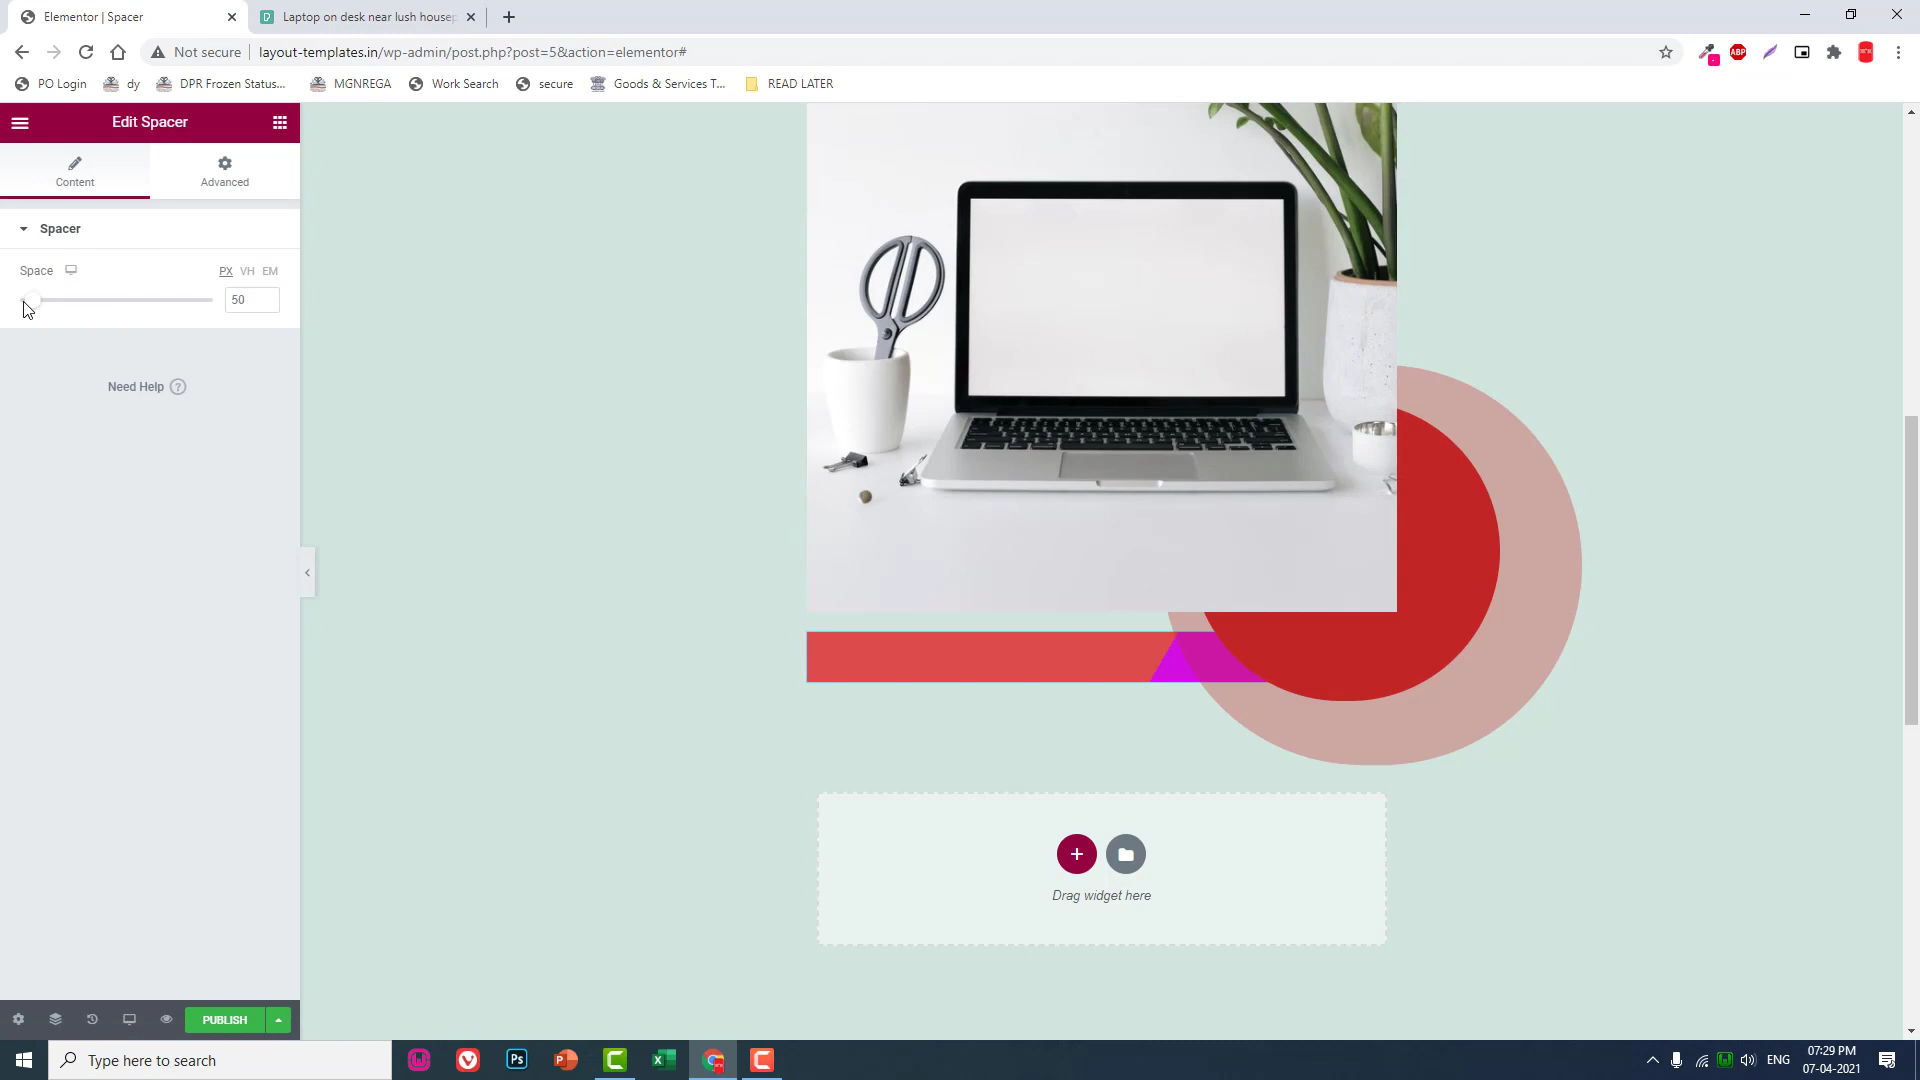 Elementor | Spacer
Laptop on desk near lush housep
Not secure
layout-templates.in/wp-admin/post.php?post=5&action=elementor#
ABP
PO Login
dy
DPR Frozen Status...
MGNREGA
Work Search
secure
Goods & Services T...
READ LATER
Edit Spacer
Content
Advanced
Spacer
Space
PX VH EM
50
Need Help ?
Drag widget here
PUBLISH
Type here to search
Ps
ENG
07:29 PM
07-04-2021